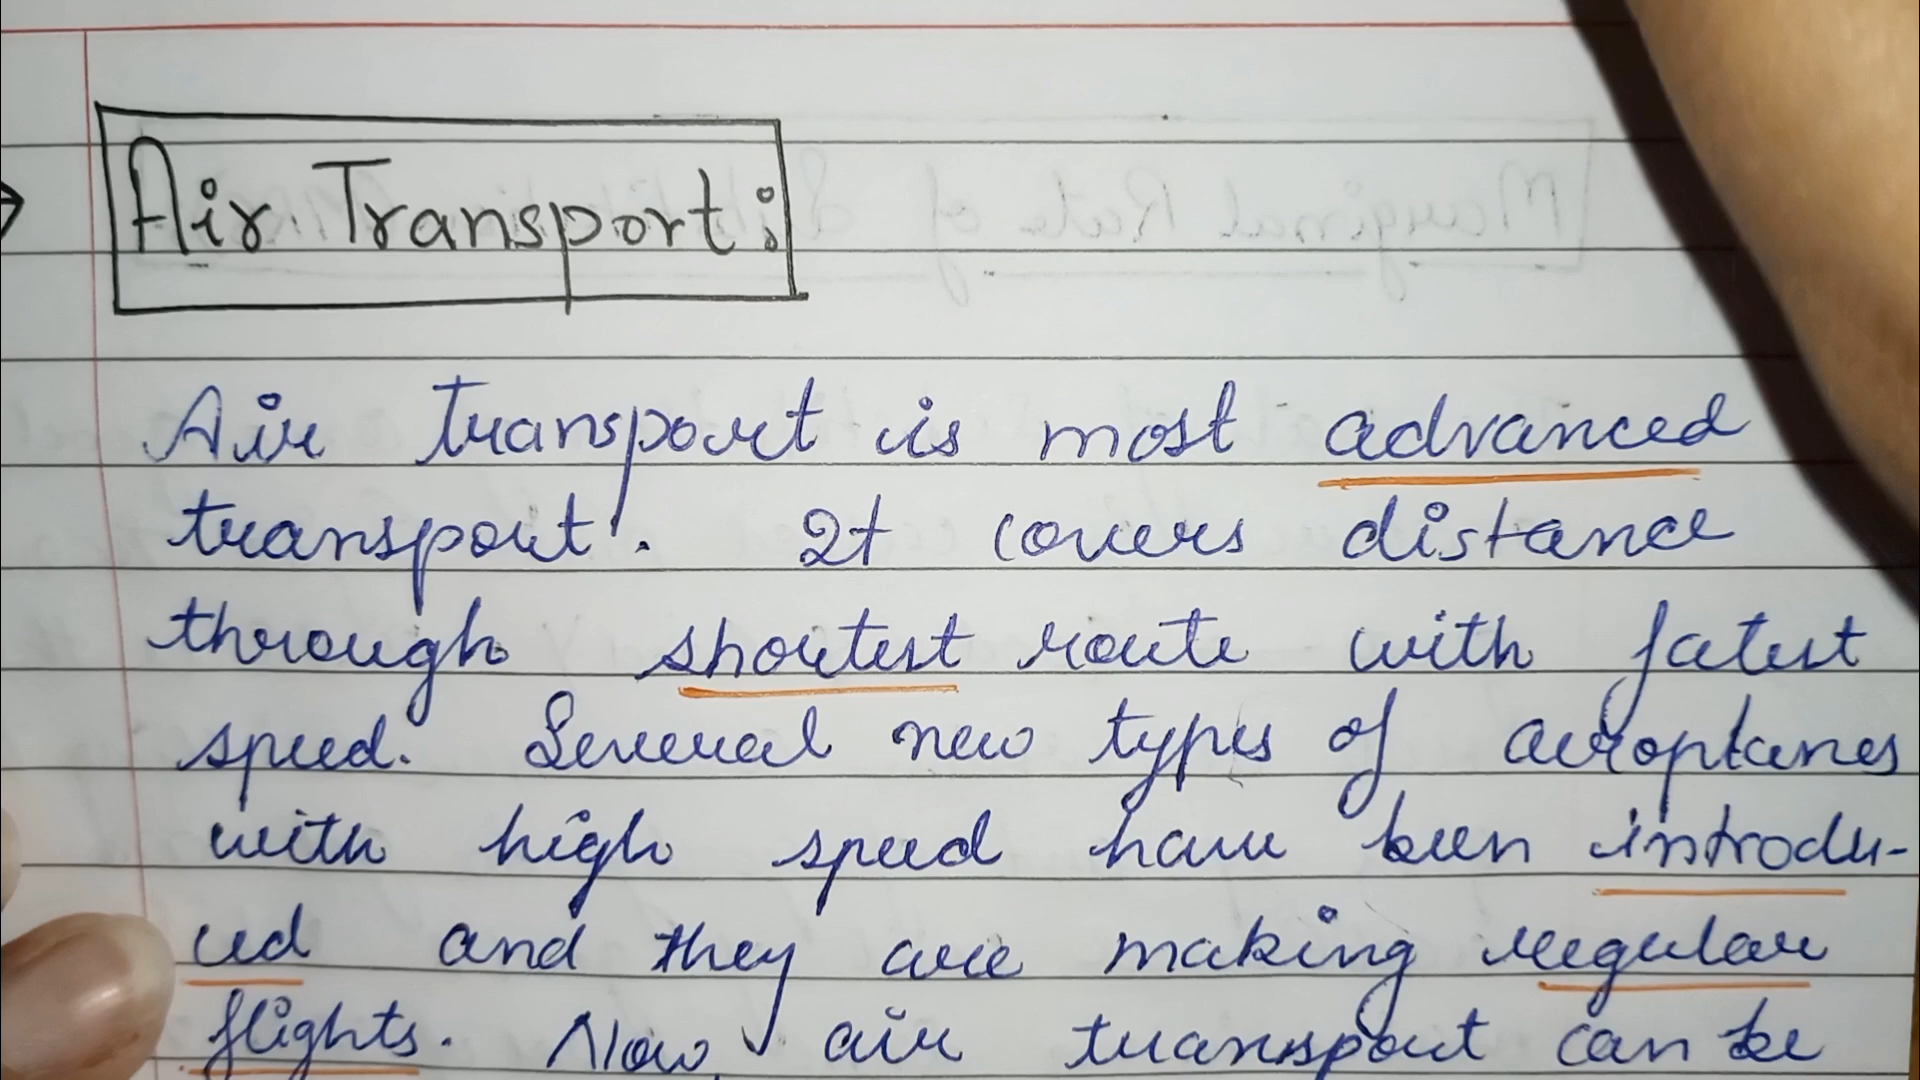 Air Transport:
Air transport is most advanced
transport. It covers distance
through shortest route with fatest
speed. Several new types of aeroplanes
with high speed have been introdu-
ced and they are making regular
flights. Now air transport can be